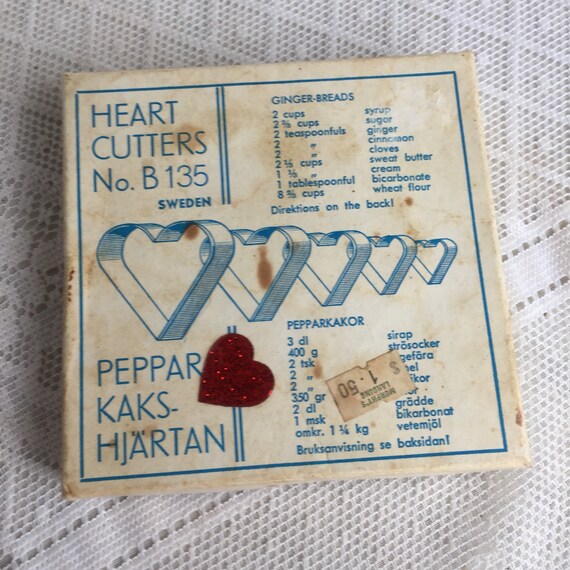 HEART
CUTTERS
No. B 135
SWEDEN
GINGER-BREADS
2 cups syrup
2 ⅔ cups sugar
2 teaspoonfuls ginger
2 „ cinnamon
2 „ cloves
2 ⅓ cups sweat butter
1 ⅓ „ cream
1 tablespoonful bicarbonate
8 ⅔ cups wheat flour
Direktions on the back!
PEPPAR
KAKS-
HJÄRTAN
PEPPARKAKOR
3 dl sirap
400 g strösocker
2 tsk gefära
2 „ el
2 „ ikor
350 gr
2 dl grädde
1 msk bikarbonat
omkr. 1 ¼ kg vetemjöl
Bruksanvisning se baksidan!
$
1.50